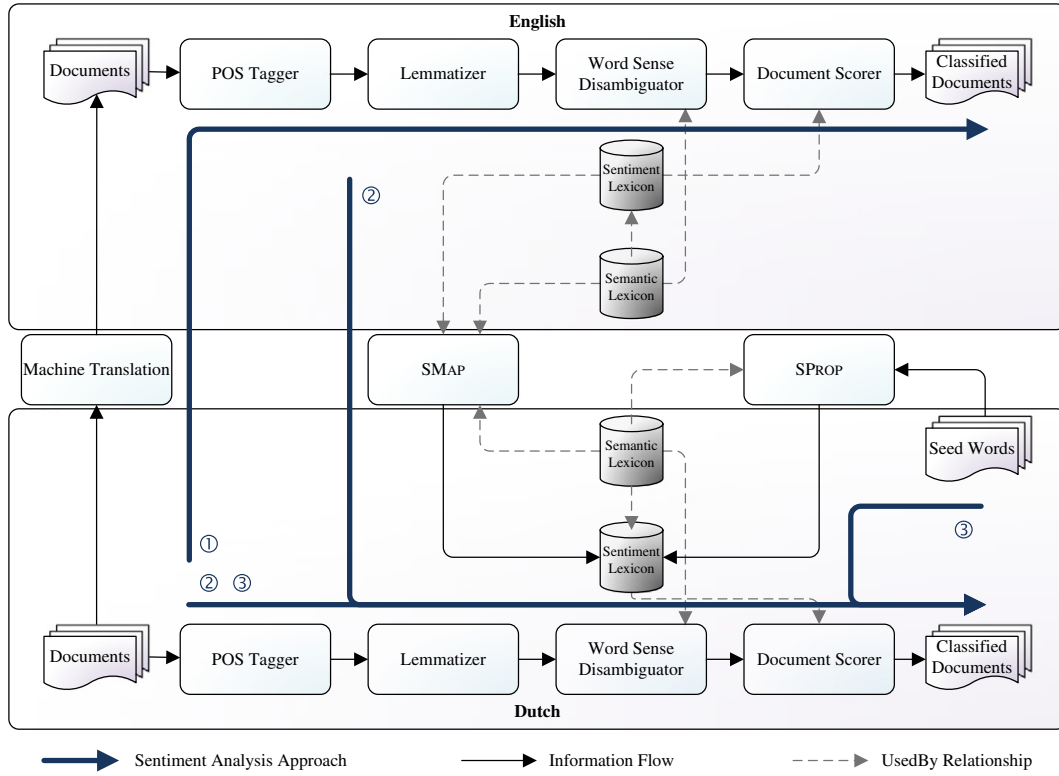 English
Documents
POS Tagger
Lemmatizer
Word Sense
Disambiguator
Document Scorer
Classified
Documents
②
Sentiment
Lexicon
Semantic
Lexicon
Machine Translation
SMAP
SPROP
Semantic
Lexicon
Seed Words
①
③
Sentiment
Lexicon
② ③
Documents
POS Tagger
Lemmatizer
Word Sense
Disambiguator
Document Scorer
Classified
Documents
Dutch
Sentiment Analysis Approach
Information Flow
UsedBy Relationship